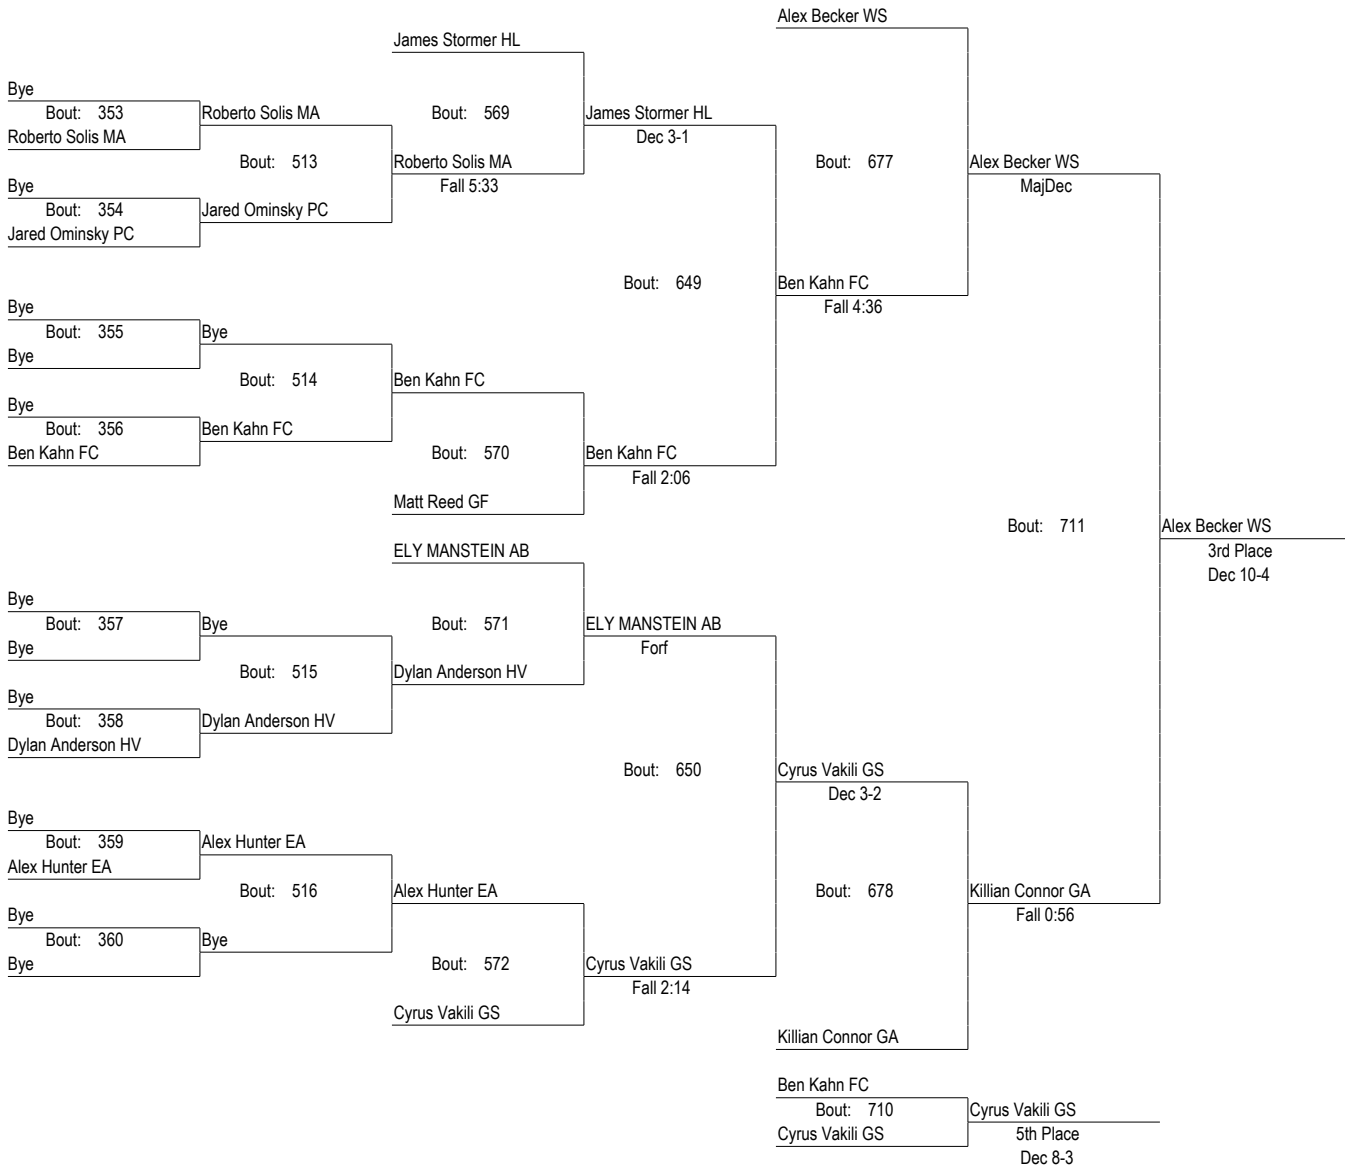 Alex Becker WS
James Stormer HL
Bye
Bout: 353
Roberto Solis MA
Bout: 569
James Stormer HL
Roberto Solis MA
Dec 3-1
Bout: 513
Roberto Solis MA
Bout: 677
Alex Becker WS
Bye
Fall 5:33
MajDec
Bout: 354
Jared Ominsky PC
Jared Ominsky PC
Bout: 649
Ben Kahn FC
Bye
Fall 4:36
Bout: 355
Bye
Bye
Bout: 514
Ben Kahn FC
Bye
Bout: 356
Ben Kahn FC
Ben Kahn FC
Bout: 570
Ben Kahn FC
Fall 2:06
Matt Reed GF
Bout: 711
Alex Becker WS
ELY MANSTEIN AB
3rd Place
Dec 10-4
Bye
Bout: 357
Bye
Bout: 571
ELY MANSTEIN AB
Bye
Forf
Bout: 515
Dylan Anderson HV
Bye
Bout: 358
Dylan Anderson HV
Dylan Anderson HV
Bout: 650
Cyrus Vakili GS
Dec 3-2
Bye
Bout: 359
Alex Hunter EA
Alex Hunter EA
Bout: 516
Alex Hunter EA
Bout: 678
Killian Connor GA
Bye
Fall 0:56
Bout: 360
Bye
Bye
Bout: 572
Cyrus Vakili GS
Fall 2:14
Cyrus Vakili GS
Killian Connor GA
Ben Kahn FC
Bout: 710
Cyrus Vakili GS
Cyrus Vakili GS
5th Place
Dec 8-3